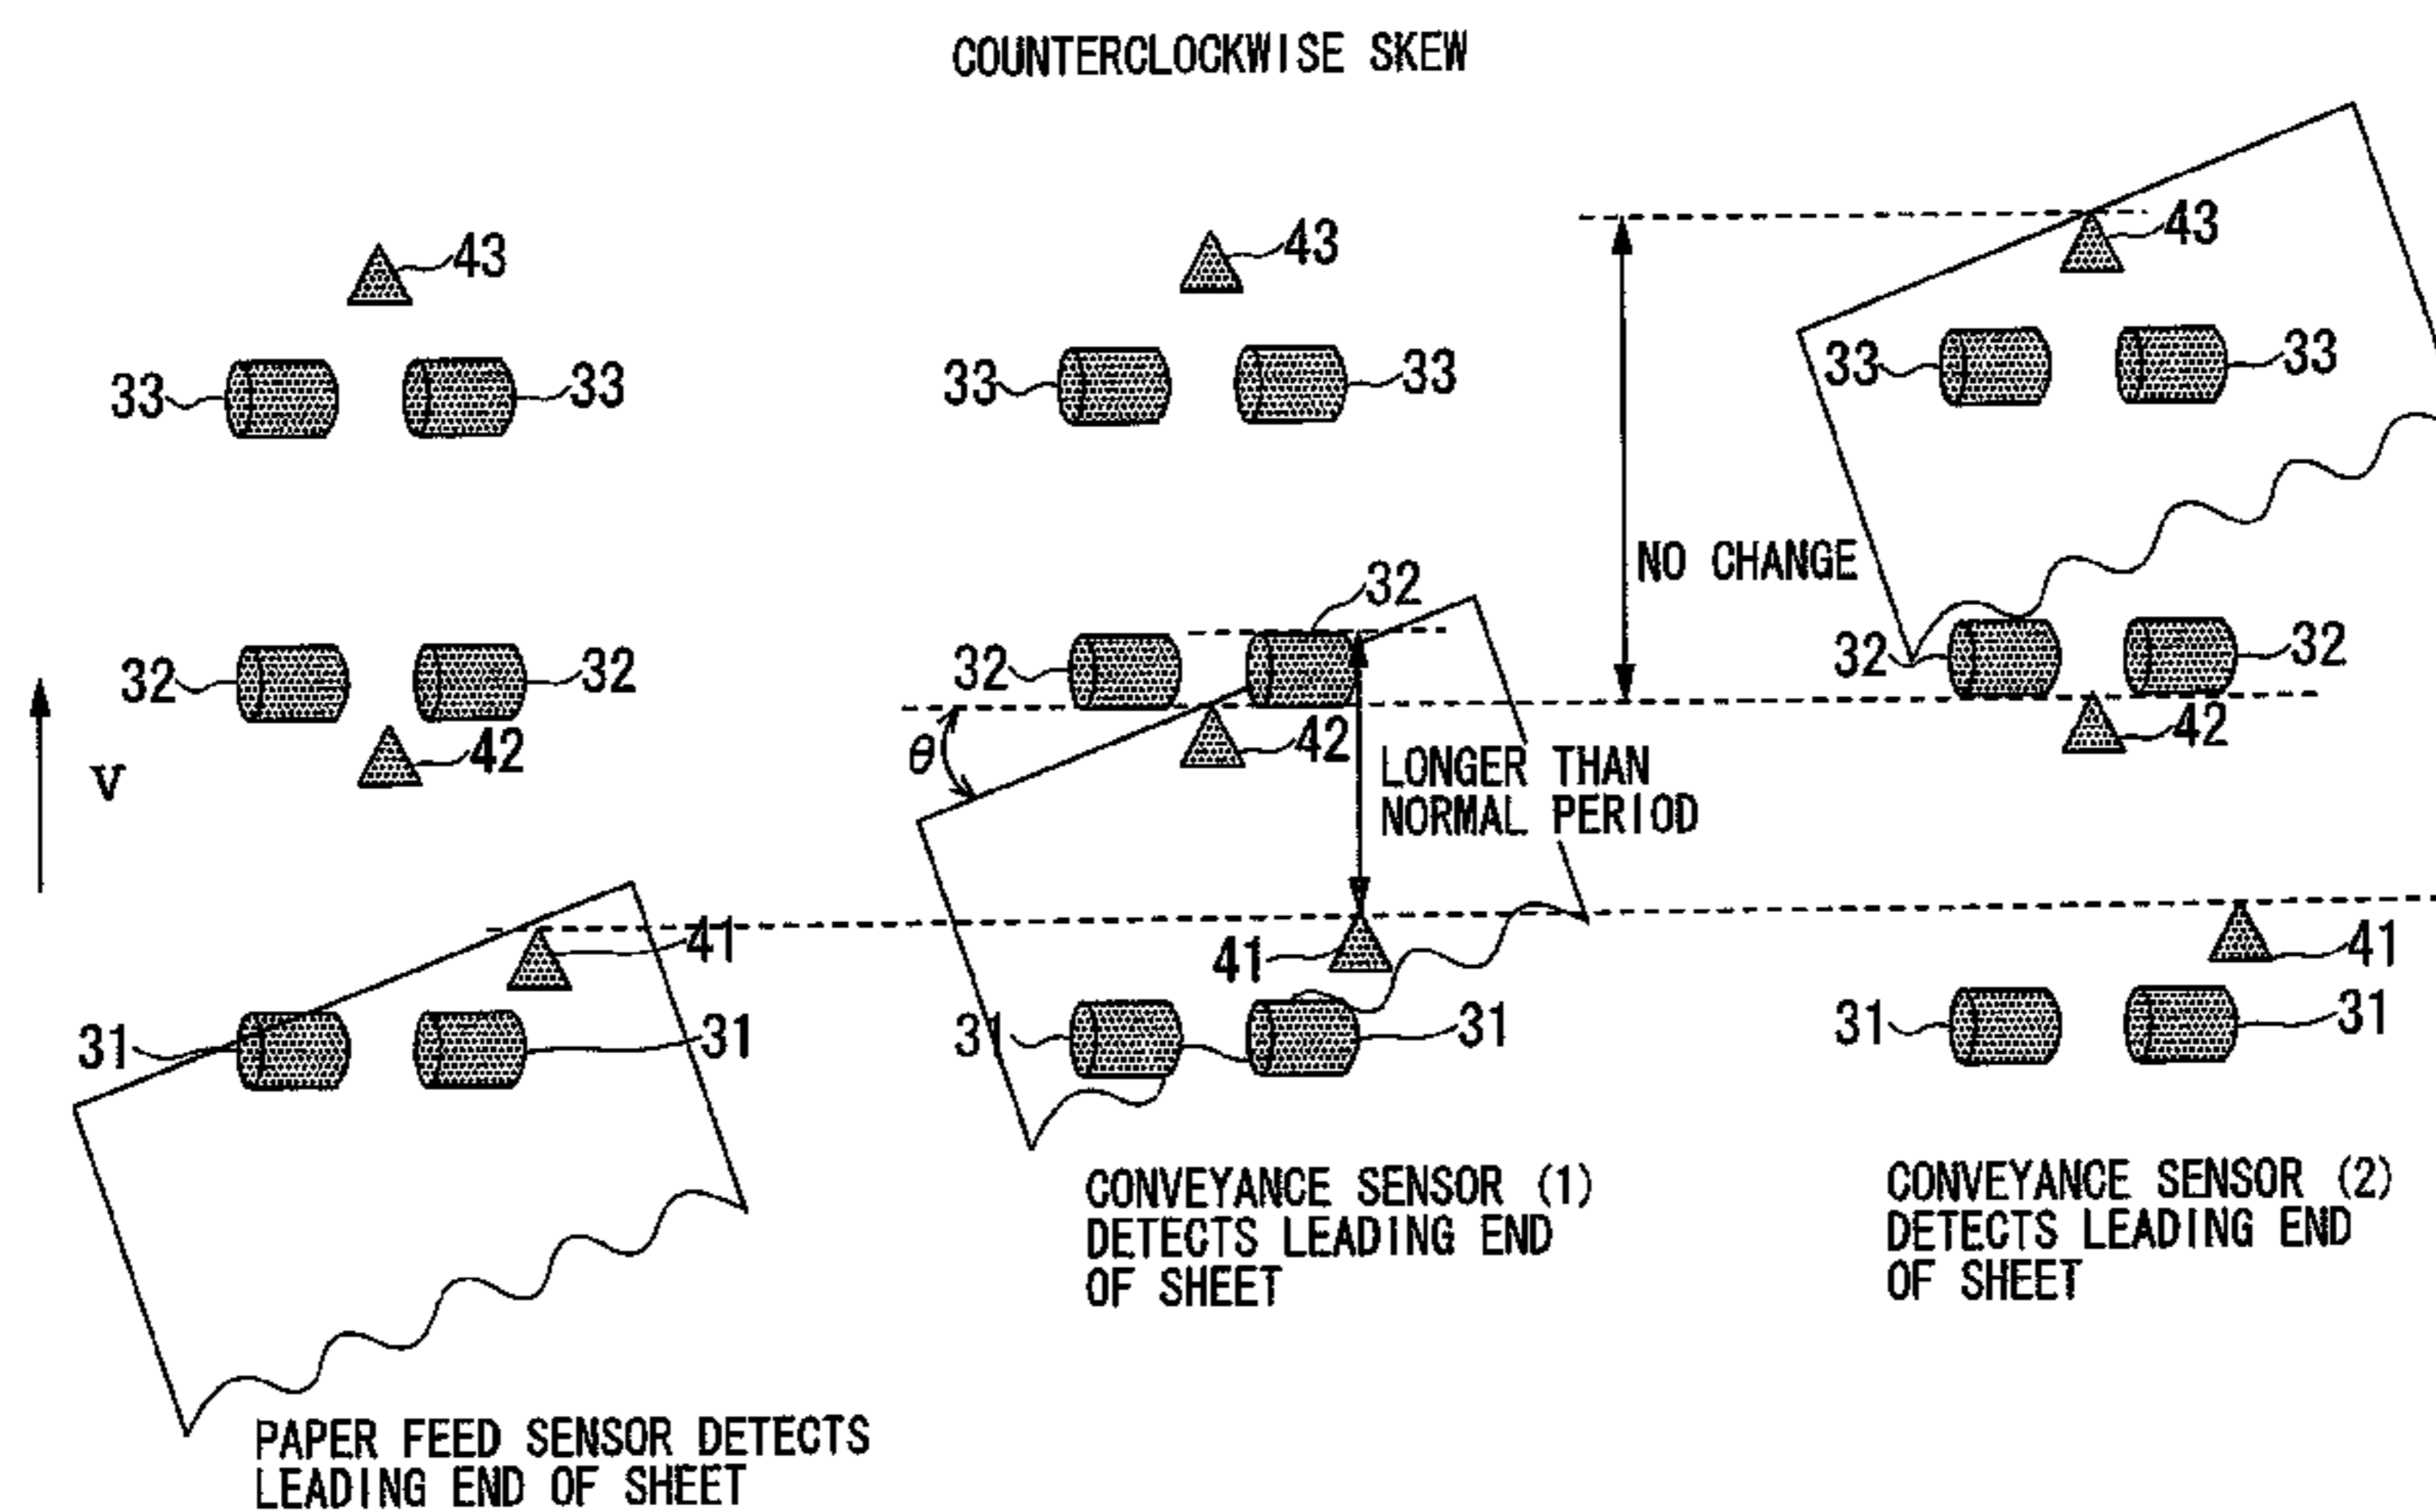 COUNTERCLOCKWISE SKEW
43
43
43
33
33
33
33
33
33
NO CHANGE
32
32
32
32
32
32
θ
42
42
42
V
LONGER THAN
NORMAL PERIOD
41
41
41
31
31
31
31
31
31
CONVEYANCE SENSOR (1)
DETECTS LEADING END
OF SHEET
CONVEYANCE SENSOR (2)
DETECTS LEADING END
OF SHEET
PAPER FEED SENSOR DETECTS
LEADING END OF SHEET